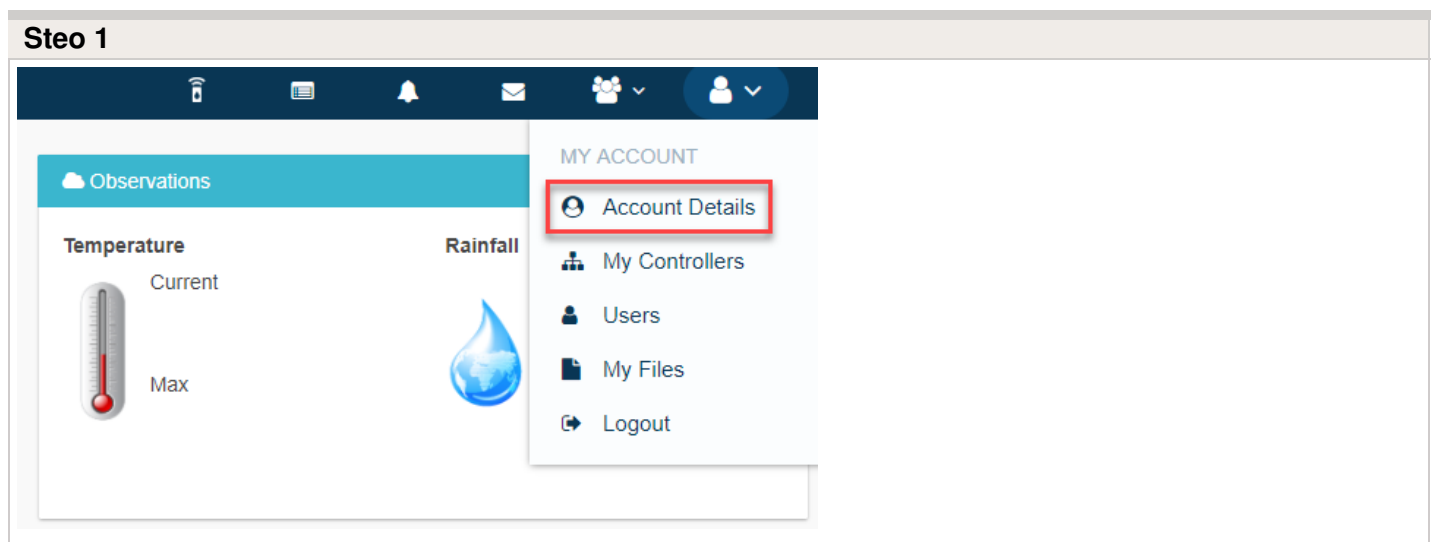 Steo 1
MY ACCOUNT
Observations
Account Details
Temperature
Rainfall
My Controllers
Current
Users
My Files
Max
Logout